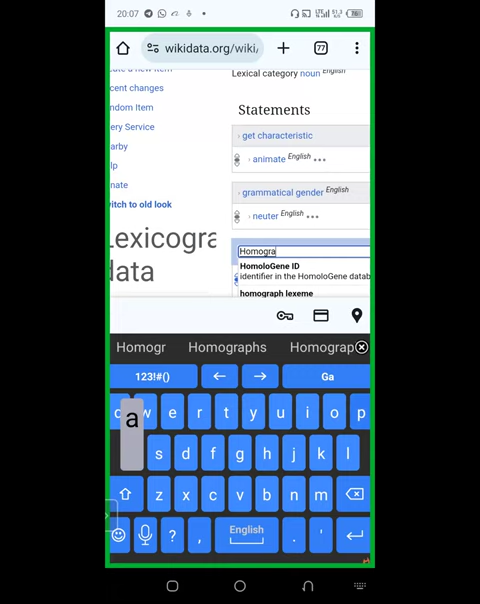 20:07
wikidata.org/wiki/
77
Lexical category noun English
cent changes
ndom Item
ery Service
arby
lp
nate
vitch to old look
Lexicogra
data
Statements
get characteristic
animate English
grammatical gender English
neuter English
Homogra
HomoloGene ID
identifier in the HomoloGene datab
homograph lexeme
Homogr Homographs Homograp
123!#() ← → Ga
q w e r t y u i o p
a s d f g h j k l
z x c v b n m
? , English . '